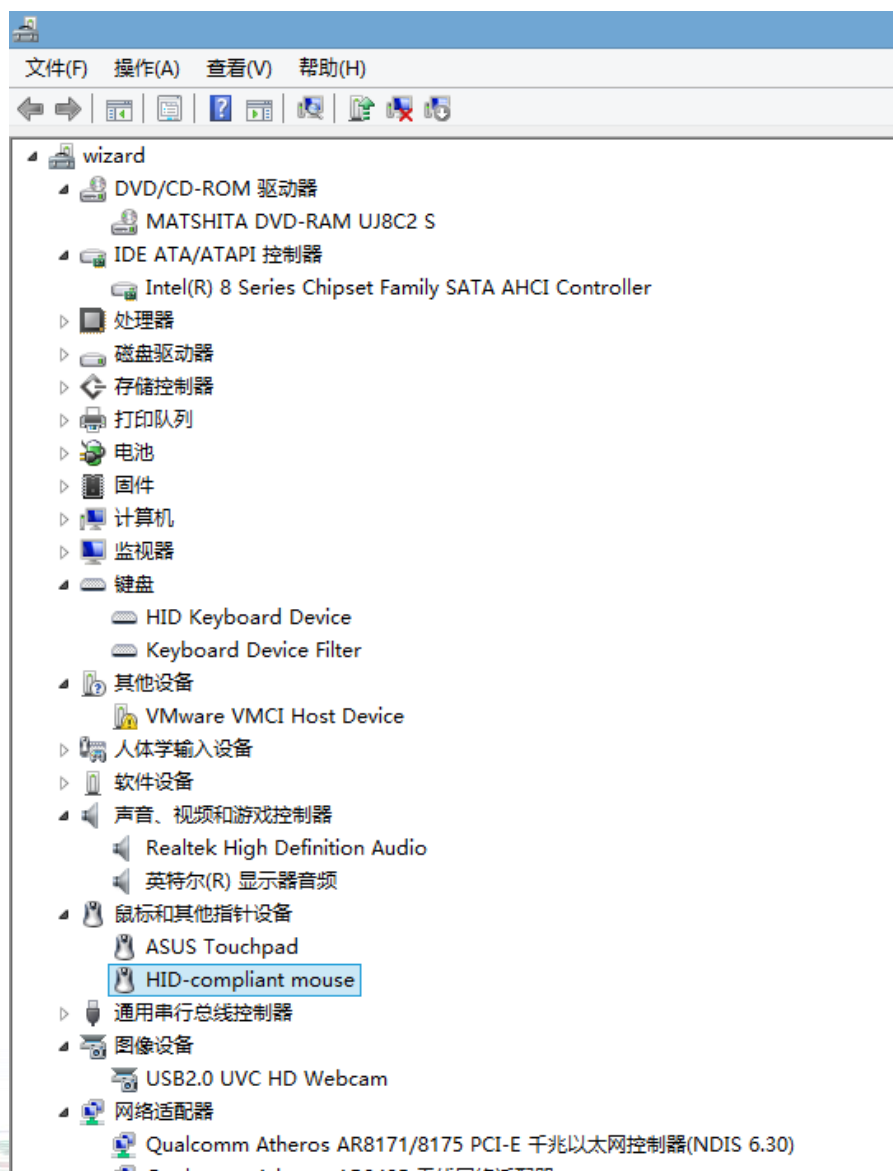 文件(F) 操作(A) 查看(V) 帮助(H)
wizard
DVD/CD-ROM 驱动器
MATSHITA DVD-RAM UJ8C2 S
IDE ATA/ATAPI 控制器
Intel(R) 8 Series Chipset Family SATA AHCI Controller
处理器
磁盘驱动器
存储控制器
打印队列
电池
固件
计算机
监视器
键盘
HID Keyboard Device
Keyboard Device Filter
其他设备
VMware VMCI Host Device
人体学输入设备
软件设备
声音、视频和游戏控制器
Realtek High Definition Audio
英特尔(R) 显示器音频
鼠标和其他指针设备
ASUS Touchpad
HID-compliant mouse
通用串行总线控制器
图像设备
USB2.0 UVC HD Webcam
网络适配器
Qualcomm Atheros AR8171/8175 PCI-E 千兆以太网控制器(NDIS 6.30)